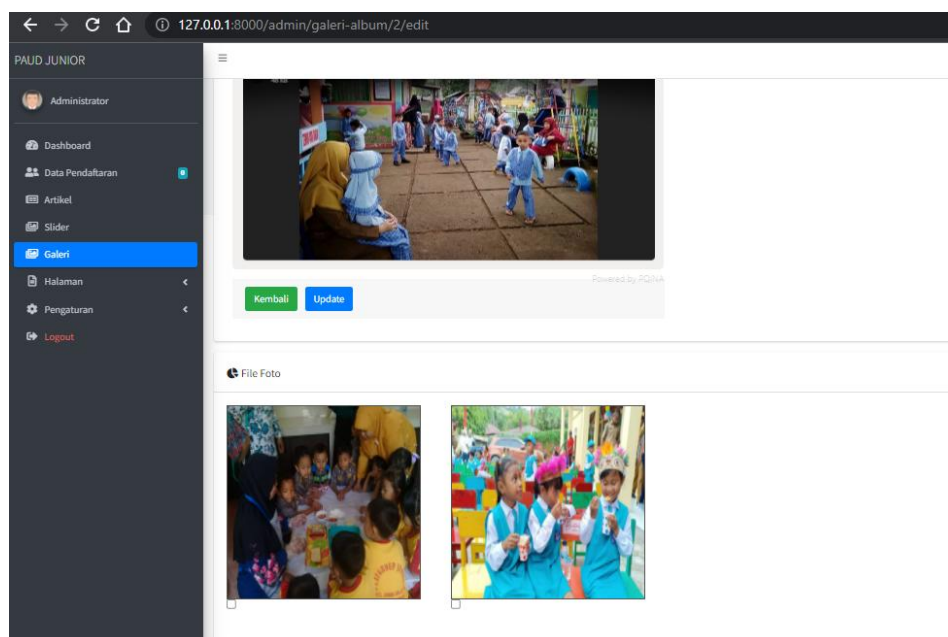 127.0.0.1:8000/admin/galeri-album/2/edit
PAUD JUNIOR
Administrator
Dashboard
Data Pendaftaran
Artikel
Slider
Galeri
Halaman
Pengaturan
Logout
Powered by PQINA
Kembali
Update
File Foto